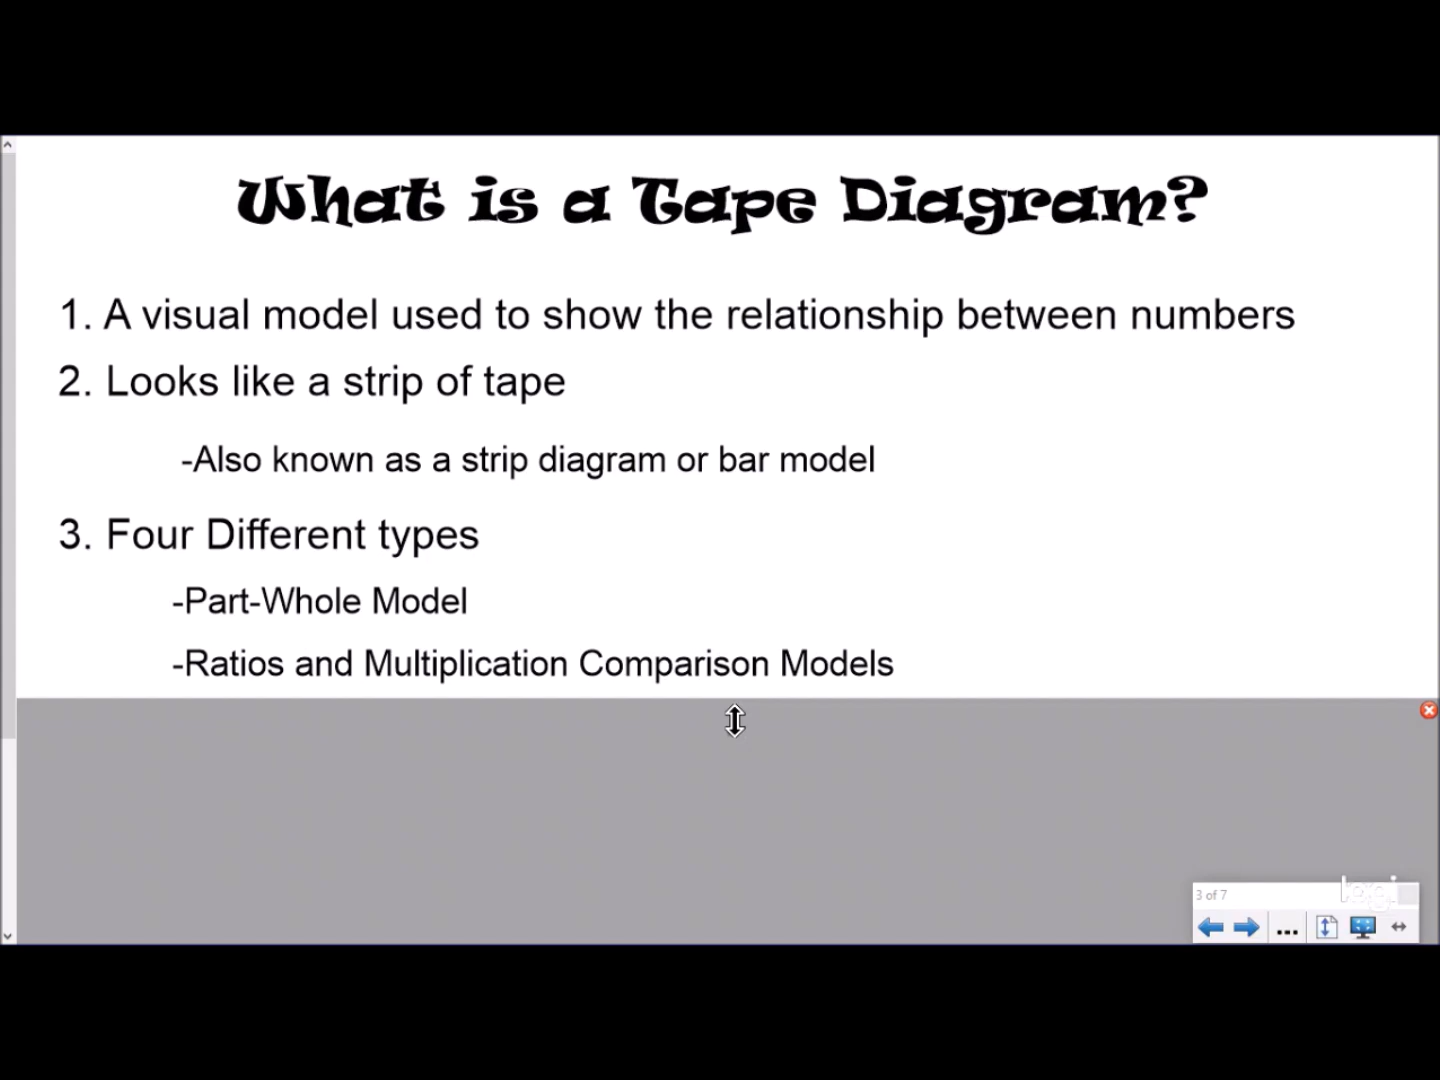 What is a Tape Diagram?
1. A visual model used to show the relationship between numbers
2. Looks like a strip of tape
-Also known as a strip diagram or bar model
3. Four Different types
-Part-Whole Model
-Ratios and Multiplication Comparison Models
3 of 7